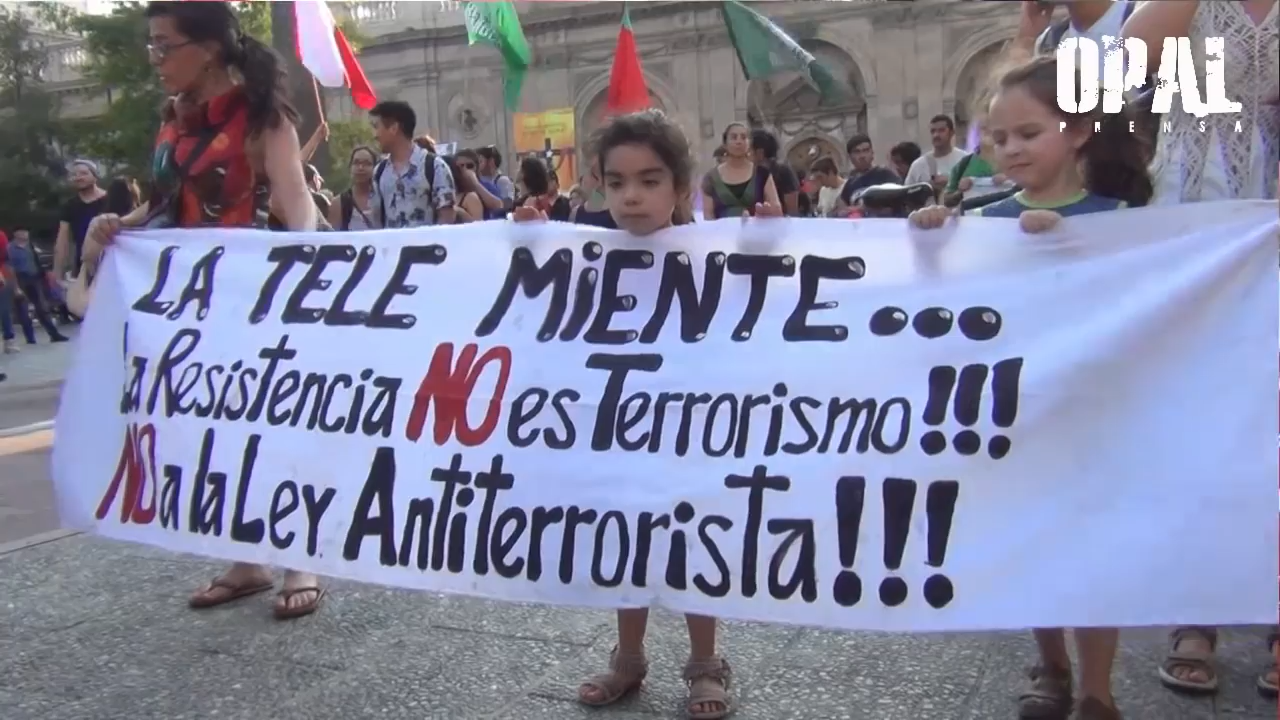 OPAL
PRENSA
LA TELE MiENTE...
La Resistencia NO es Terrorismo!!!
NO a la Ley Antiterrorista!!!